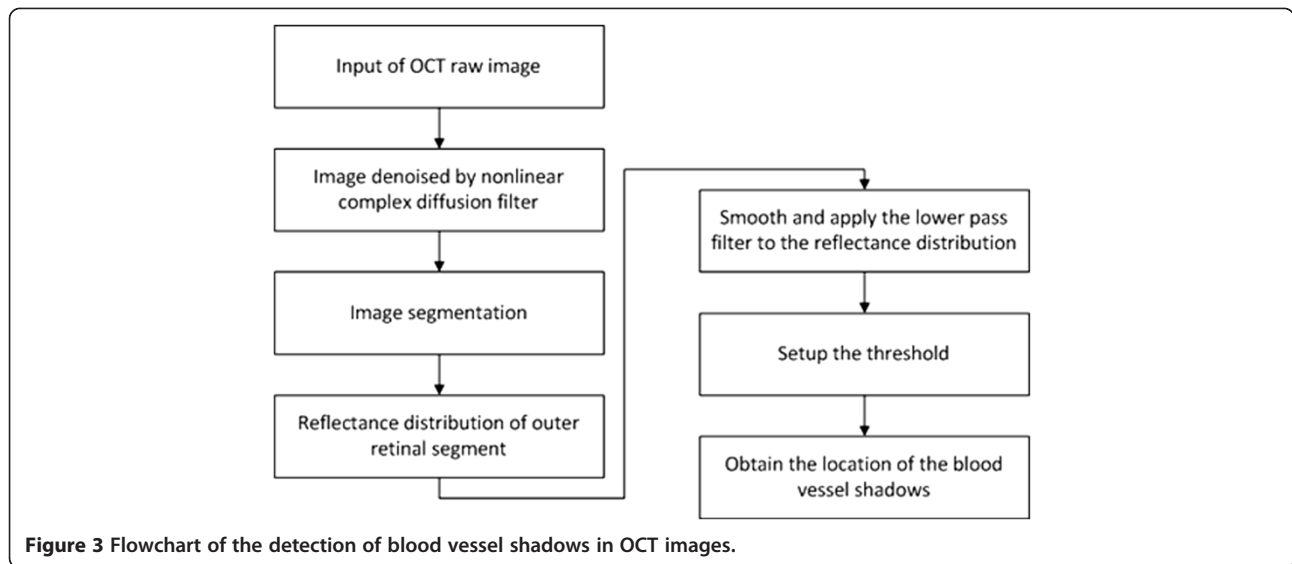 Input of OCT raw image
Image denoised by nonlinear
complex diffusion filter
Image segmentation
Reflectance distribution of outer
retinal segment
Smooth and apply the lower pass
filter to the reflectance distribution
Setup the threshold
Obtain the location of the blood
vessel shadows
Figure 3 Flowchart of the detection of blood vessel shadows in OCT images.